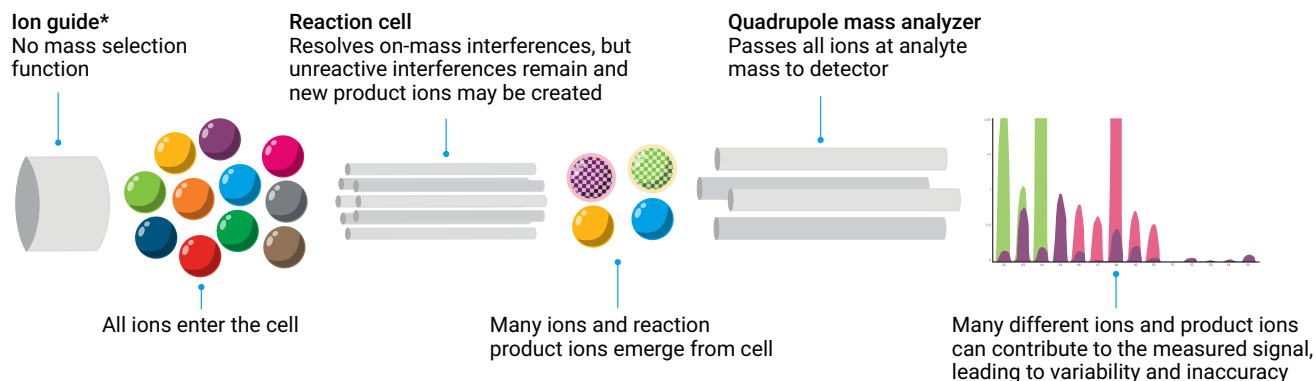 Ion guide*
No mass selection
function
Reaction cell
Resolves on-mass interferences, but
unreactive interferences remain and
new product ions may be created
Quadrupole mass analyzer
Passes all ions at analyte
mass to detector
All ions enter the cell
Many ions and reaction
product ions emerge from cell
Many different ions and product ions
can contribute to the measured signal,
leading to variability and inaccuracy